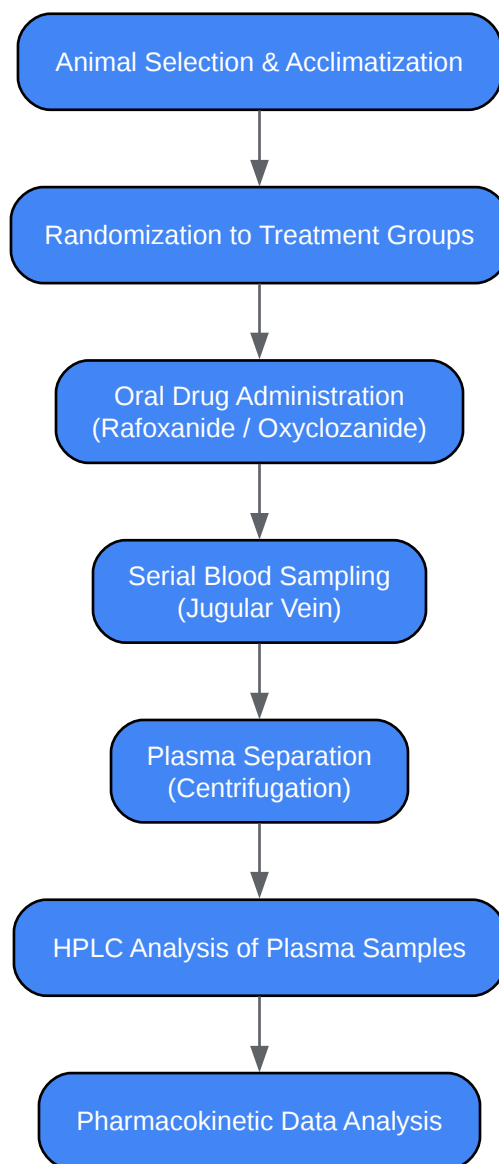 Animal Selection & Acclimatization
Randomization to Treatment Groups
Oral Drug Administration
(Rafoxanide / Oxyclozanide)
Serial Blood Sampling
(Jugular Vein)
Plasma Separation
(Centrifugation)
HPLC Analysis of Plasma Samples
Pharmacokinetic Data Analysis